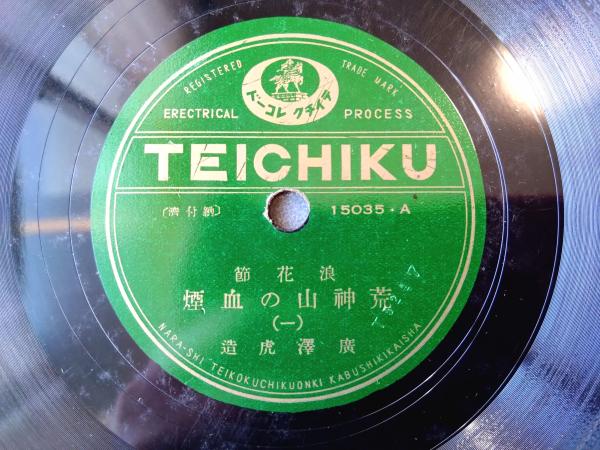 REGISTERED TRADE MARK
テイチクレコード
ERECTRICAL PROCESS
TEICHIKU
〔納付濟〕 15035・A
浪花節
荒神山の血煙
(一)
廣澤虎造
NARA-SHI TEIKOKUCHIKUONKI KABUSHIKIKAISHA